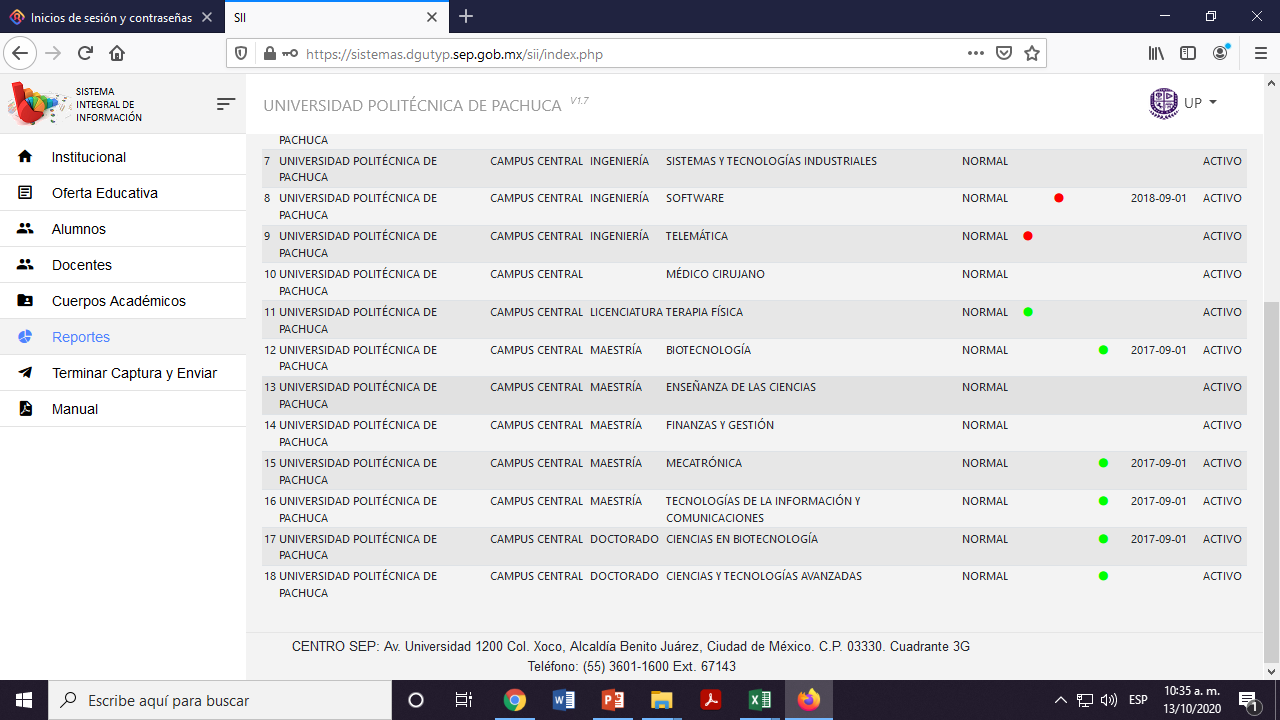 Inicios de sesión y contraseñas
SII
https://sistemas.dgutyp.sep.gob.mx/sii/index.php
SISTEMA
INTEGRAL DE
INFORMACIÓN
UNIVERSIDAD POLITÉCNICA DE PACHUCA V1.7
UP
Institucional
Oferta Educativa
Alumnos
Docentes
Cuerpos Académicos
Reportes
Terminar Captura y Enviar
Manual
PACHUCA
7 UNIVERSIDAD POLITÉCNICA DE CAMPUS CENTRAL INGENIERÍA SISTEMAS Y TECNOLOGÍAS INDUSTRIALES NORMAL ACTIVO
PACHUCA
8 UNIVERSIDAD POLITÉCNICA DE CAMPUS CENTRAL INGENIERÍA SOFTWARE NORMAL 2018-09-01 ACTIVO
PACHUCA
9 UNIVERSIDAD POLITÉCNICA DE CAMPUS CENTRAL INGENIERÍA TELEMÁTICA NORMAL ACTIVO
PACHUCA
10 UNIVERSIDAD POLITÉCNICA DE CAMPUS CENTRAL MÉDICO CIRUJANO NORMAL ACTIVO
PACHUCA
11 UNIVERSIDAD POLITÉCNICA DE CAMPUS CENTRAL LICENCIATURA TERAPIA FÍSICA NORMAL ACTIVO
PACHUCA
12 UNIVERSIDAD POLITÉCNICA DE CAMPUS CENTRAL MAESTRÍA BIOTECNOLOGÍA NORMAL 2017-09-01 ACTIVO
PACHUCA
13 UNIVERSIDAD POLITÉCNICA DE CAMPUS CENTRAL MAESTRÍA ENSEÑANZA DE LAS CIENCIAS NORMAL ACTIVO
PACHUCA
14 UNIVERSIDAD POLITÉCNICA DE CAMPUS CENTRAL MAESTRÍA FINANZAS Y GESTIÓN NORMAL ACTIVO
PACHUCA
15 UNIVERSIDAD POLITÉCNICA DE CAMPUS CENTRAL MAESTRÍA MECATRÓNICA NORMAL 2017-09-01 ACTIVO
PACHUCA
16 UNIVERSIDAD POLITÉCNICA DE CAMPUS CENTRAL MAESTRÍA TECNOLOGÍAS DE LA INFORMACIÓN Y NORMAL 2017-09-01 ACTIVO
PACHUCA COMUNICACIONES
17 UNIVERSIDAD POLITÉCNICA DE CAMPUS CENTRAL DOCTORADO CIENCIAS EN BIOTECNOLOGÍA NORMAL 2017-09-01 ACTIVO
PACHUCA
18 UNIVERSIDAD POLITÉCNICA DE CAMPUS CENTRAL DOCTORADO CIENCIAS Y TECNOLOGÍAS AVANZADAS NORMAL ACTIVO
PACHUCA
CENTRO SEP: Av. Universidad 1200 Col. Xoco, Alcaldía Benito Juárez, Ciudad de México. C.P. 03330. Cuadrante 3G
Teléfono: (55) 3601-1600 Ext. 67143
Escribe aquí para buscar
ESP
10:35 a. m.
13/10/2020
1